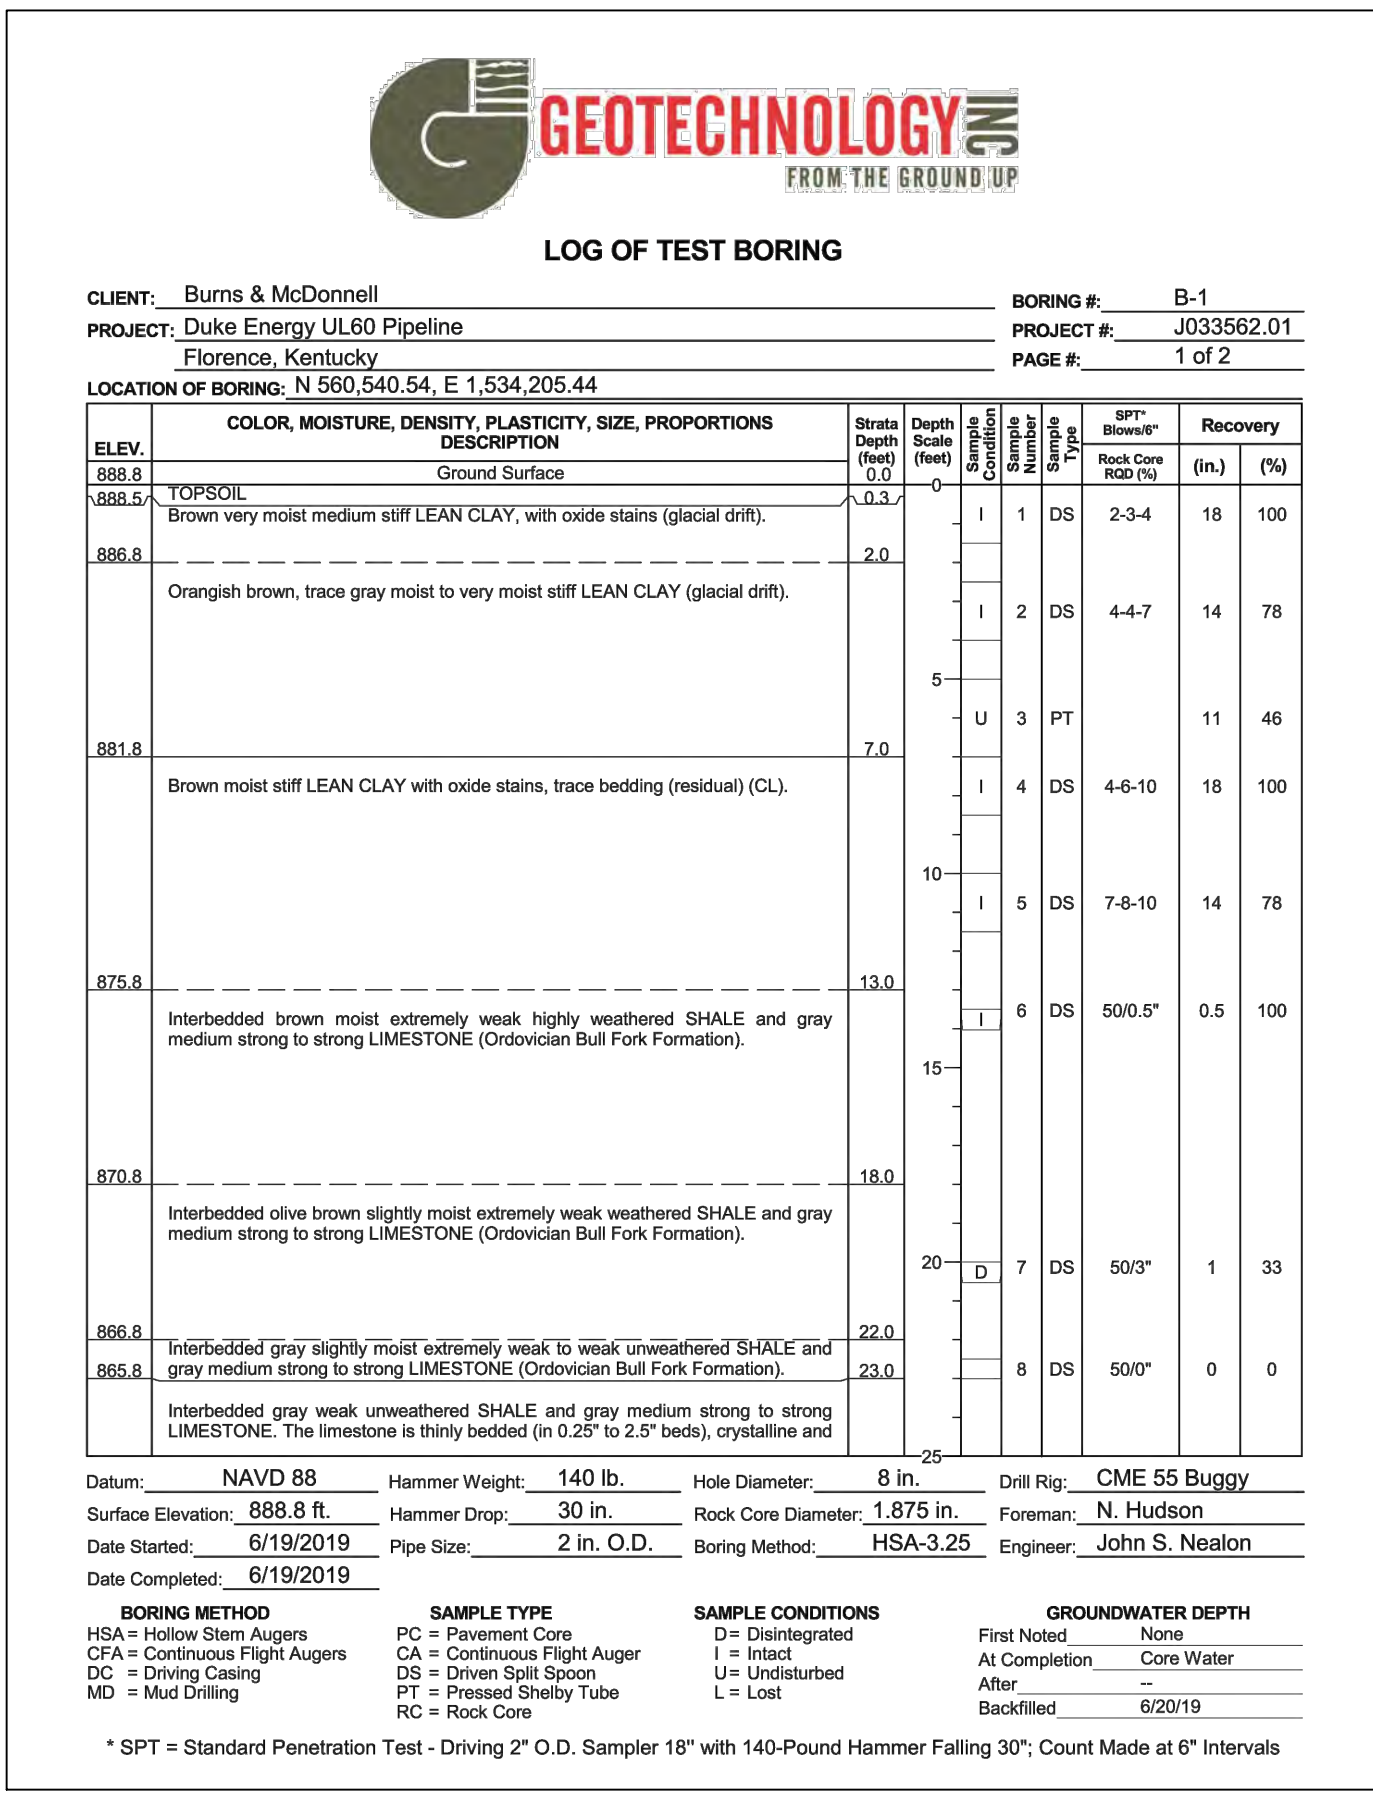 GEOTECHNOLOGY INC
FROM THE GROUND UP
LOG OF TEST BORING
CLIENT: Burns & McDonnell BORING #: B-1
PROJECT: Duke Energy UL60 Pipeline PROJECT #: J033562.01
Florence, Kentucky PAGE #: 1 of 2
LOCATION OF BORING: N 560,540.54, E 1,534,205.44
ELEV. COLOR, MOISTURE, DENSITY, PLASTICITY, SIZE, PROPORTIONS DESCRIPTION Strata Depth (feet) Depth Scale (feet) Sample Condition Sample Number Sample Type SPT* Blows/6" Rock Core RQD (%) Recovery (in.) (%)
888.8 Ground Surface 0.0 0
888.5 TOPSOIL 0.3
Brown very moist medium stiff LEAN CLAY, with oxide stains (glacial drift). I 1 DS 2-3-4 18 100
886.8 2.0
Orangish brown, trace gray moist to very moist stiff LEAN CLAY (glacial drift).
I 2 DS 4-4-7 14 78
5
U 3 PT 11 46
881.8 7.0
Brown moist stiff LEAN CLAY with oxide stains, trace bedding (residual) (CL). I 4 DS 4-6-10 18 100
10
I 5 DS 7-8-10 14 78
875.8 13.0
Interbedded brown moist extremely weak highly weathered SHALE and gray I 6 DS 50/0.5" 0.5 100
medium strong to strong LIMESTONE (Ordovician Bull Fork Formation).
15
870.8 18.0
Interbedded olive brown slightly moist extremely weak weathered SHALE and gray
medium strong to strong LIMESTONE (Ordovician Bull Fork Formation).
20 D 7 DS 50/3" 1 33
866.8 22.0
Interbedded gray slightly moist extremely weak to weak unweathered SHALE and
865.8 gray medium strong to strong LIMESTONE (Ordovician Bull Fork Formation). 23.0 8 DS 50/0" 0 0
Interbedded gray weak unweathered SHALE and gray medium strong to strong
LIMESTONE. The limestone is thinly bedded (in 0.25" to 2.5" beds), crystalline and
25
Datum: NAVD 88 Hammer Weight: 140 lb. Hole Diameter: 8 in. Drill Rig: CME 55 Buggy
Surface Elevation: 888.8 ft. Hammer Drop: 30 in. Rock Core Diameter: 1.875 in. Foreman: N. Hudson
Date Started: 6/19/2019 Pipe Size: 2 in. O.D. Boring Method: HSA-3.25 Engineer: John S. Nealon
Date Completed: 6/19/2019
BORING METHOD SAMPLE TYPE SAMPLE CONDITIONS GROUNDWATER DEPTH
HSA = Hollow Stem Augers PC = Pavement Core D = Disintegrated First Noted None
CFA = Continuous Flight Augers CA = Continuous Flight Auger I = Intact At Completion Core Water
DC = Driving Casing DS = Driven Split Spoon U = Undisturbed After --
MD = Mud Drilling PT = Pressed Shelby Tube L = Lost Backfilled 6/20/19
RC = Rock Core
* SPT = Standard Penetration Test - Driving 2" O.D. Sampler 18" with 140-Pound Hammer Falling 30"; Count Made at 6" Intervals